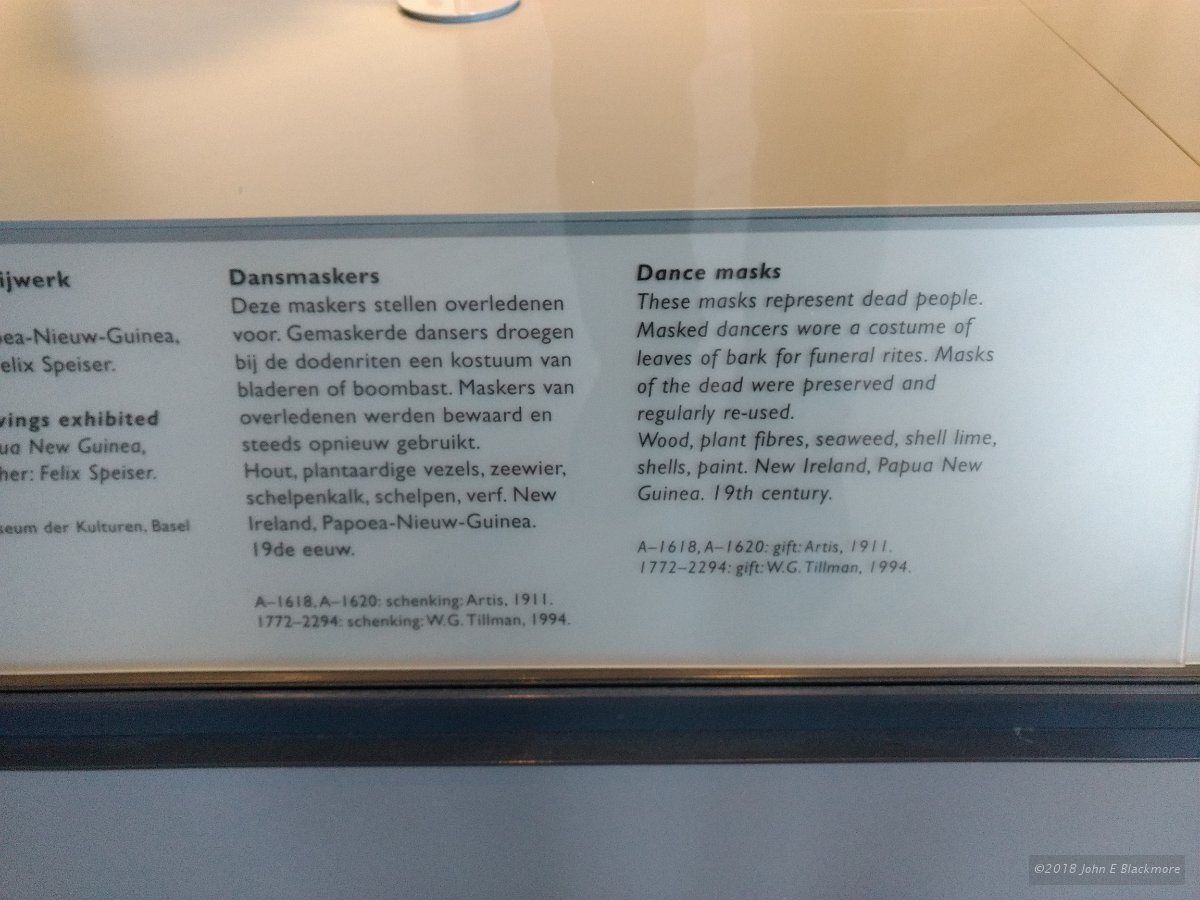 ijwerk
ea-Nieuw-Guinea,
elix Speiser.
vings exhibited
ua New Guinea,
her: Felix Speiser.
seum der Kulturen, Basel
Dansmaskers
Deze maskers stellen overledenen
voor. Gemaskerde dansers droegen
bij de dodenriten een kostuum van
bladeren of boombast. Maskers van
overledenen werden bewaard en
steeds opnieuw gebruikt.
Hout, plantaardige vezels, zeewier,
schelpenkalk, schelpen, verf. New
Ireland, Papoea-Nieuw-Guinea.
19de eeuw.
A–1618, A–1620: schenking: Artis, 1911.
1772–2294: schenking: W.G. Tillman, 1994.
Dance masks
These masks represent dead people.
Masked dancers wore a costume of
leaves of bark for funeral rites. Masks
of the dead were preserved and
regularly re-used.
Wood, plant fibres, seaweed, shell lime,
shells, paint. New Ireland, Papua New
Guinea. 19th century.
A–1618, A–1620: gift: Artis, 1911.
1772–2294: gift: W.G. Tillman, 1994.
©2018 John E Blackmore